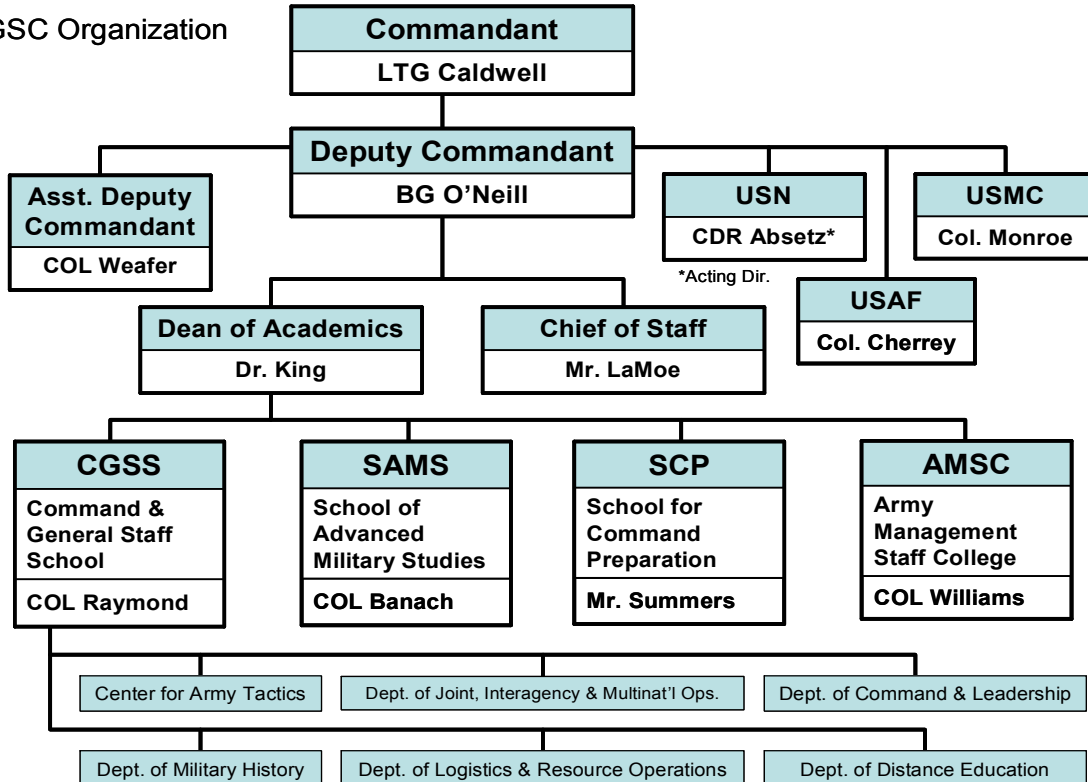 GSC Organization
Commandant
LTG Caldwell
Deputy Commandant
BG O’Neill
Asst. Deputy
Commandant
COL Weafer
USN
CDR Absetz*
*Acting Dir.
USMC
Col. Monroe
USAF
Col. Cherrey
Dean of Academics
Dr. King
Chief of Staff
Mr. LaMoe
CGSS
Command &
General Staff
School
COL Raymond
SAMS
School of
Advanced
Military Studies
COL Banach
SCP
School for
Command
Preparation
Mr. Summers
AMSC
Army
Management
Staff College
COL Williams
Center for Army Tactics
Dept. of Joint, Interagency & Multinat’l Ops.
Dept. of Command & Leadership
Dept. of Military History
Dept. of Logistics & Resource Operations
Dept. of Distance Education